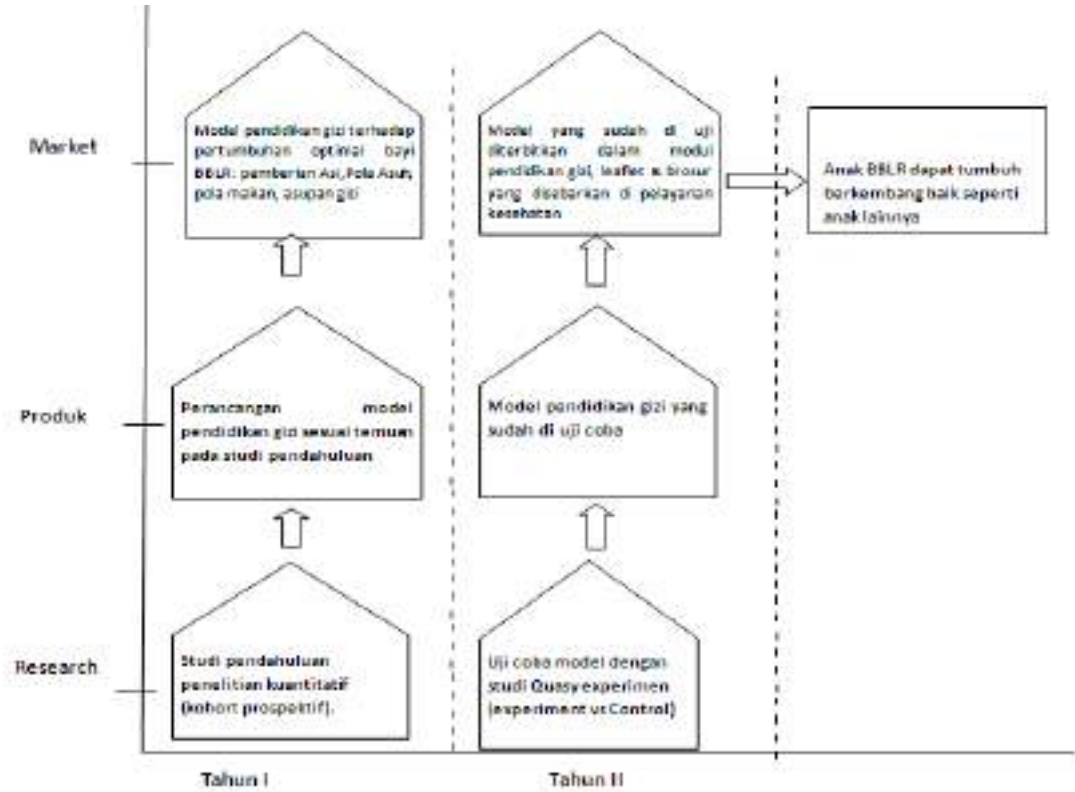 Market
Model pendidikan gizi terhadap
pertumbuhan optimal bayi
BBLR: pemberian Asi, Pola Asuh,
pola makan, asupan gizi
Model yang sudah di uji
diterbitkan dalam modul
pendidikan gizi, leaflet & brosur
yang disebarkan di pelayanan
kesehatan
Anak BBLR dapat tumbuh
berkembang baik seperti
anak lainnya
Produk
Perancangan model
pendidikan gizi sesuai temuan
pada studi pendahuluan
Model pendidikan gizi yang
sudah di uji coba
Research
Studi pendahuluan
penelitian kuantitatif
(kohort prospektif).
Uji coba model dengan
studi Quasy experimen
(experiment vs Control)
Tahun I
Tahun II